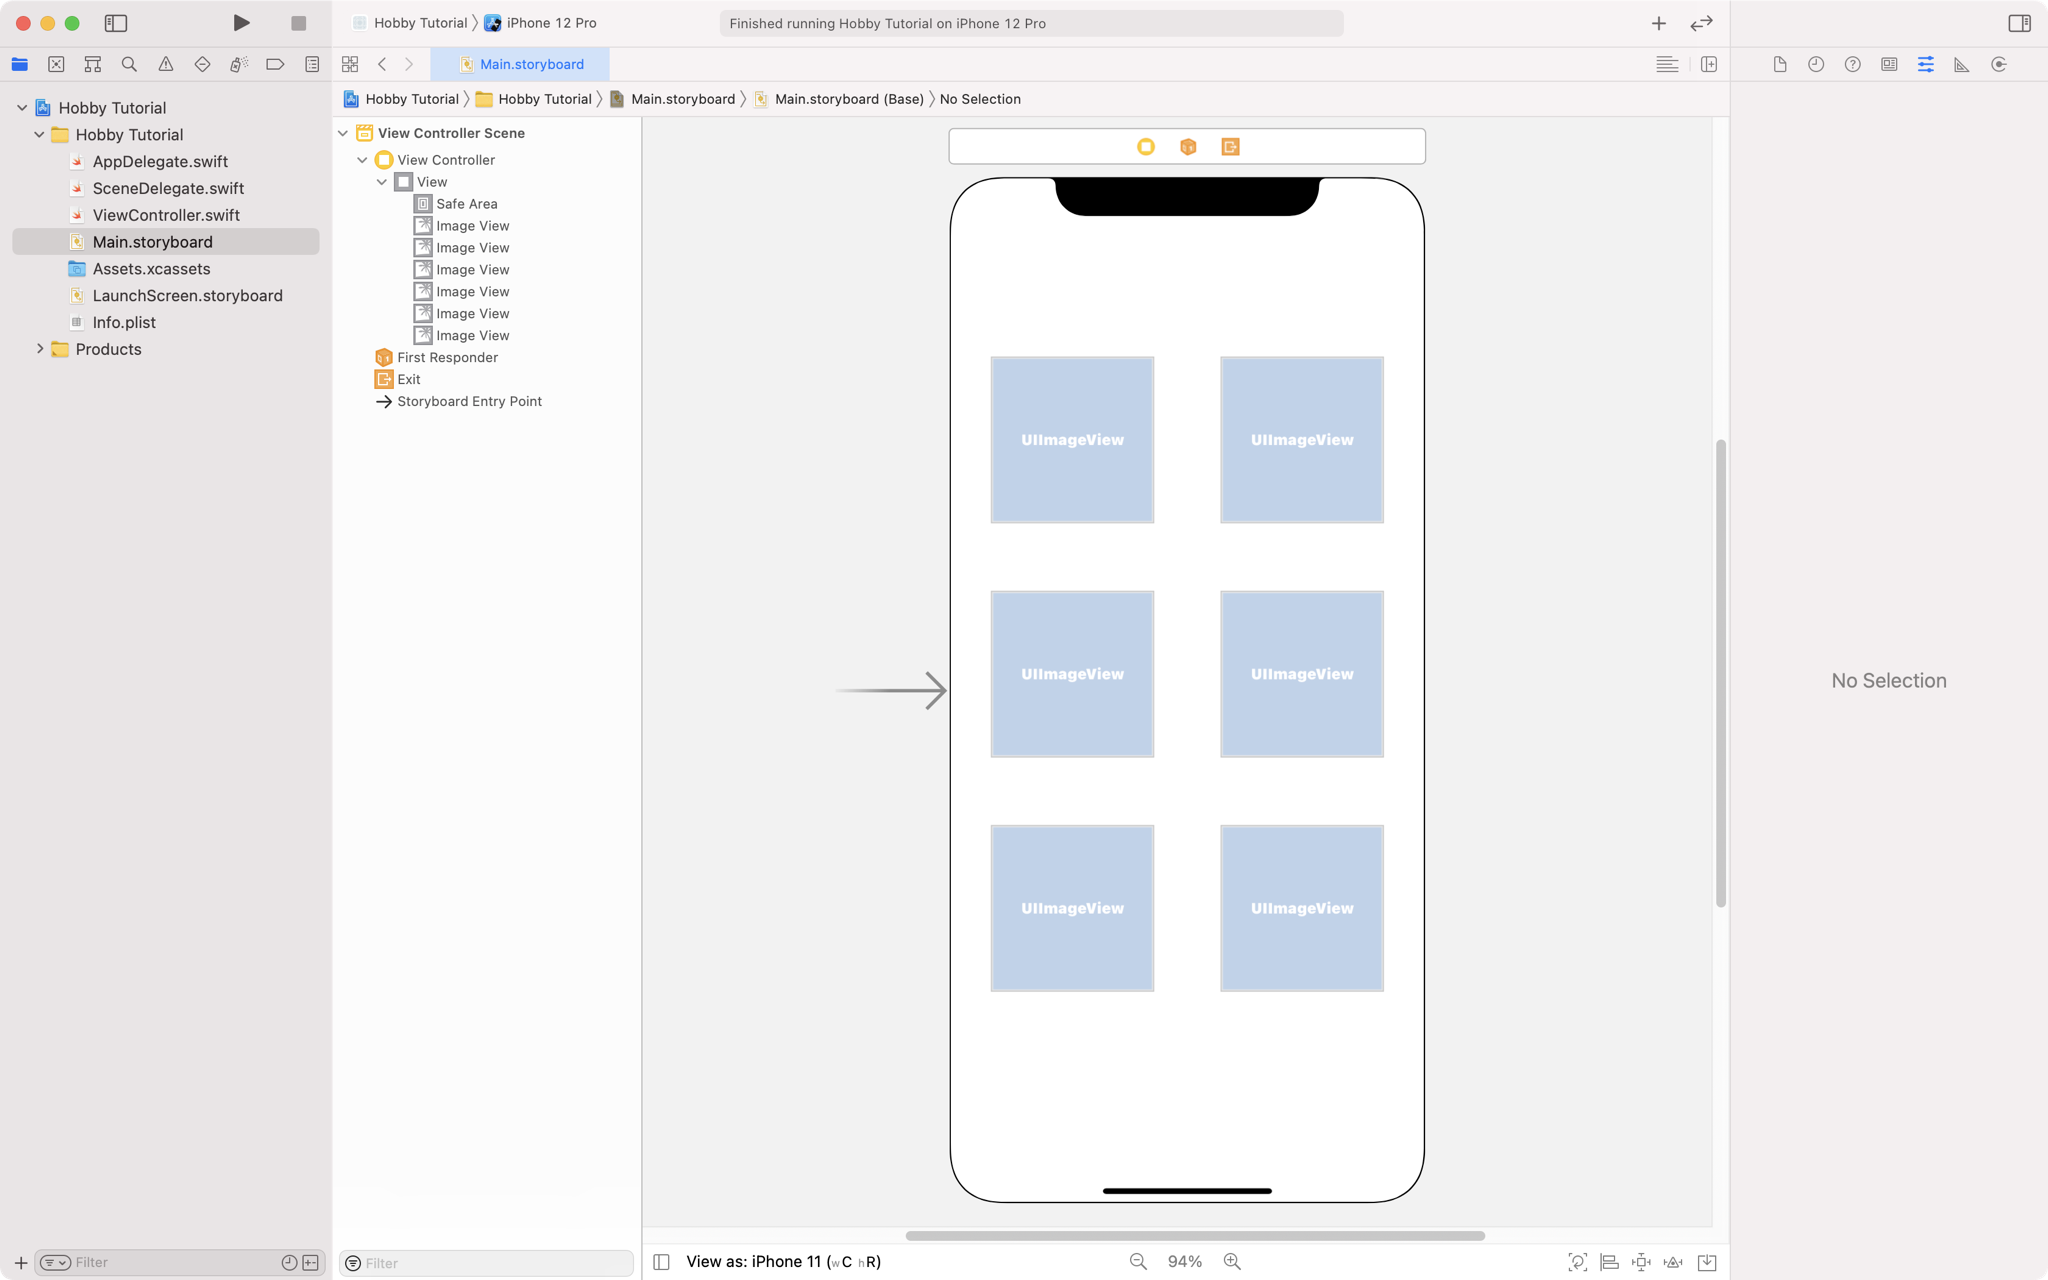 Hobby Tutorial iPhone 12 Pro
Finished running Hobby Tutorial on iPhone 12 Pro
Main.storyboard
Hobby Tutorial Hobby Tutorial Main.storyboard Main.storyboard (Base) No Selection
Hobby Tutorial
Hobby Tutorial
AppDelegate.swift
SceneDelegate.swift
ViewController.swift
Main.storyboard
Assets.xcassets
LaunchScreen.storyboard
Info.plist
Products
View Controller Scene
View Controller
View
Safe Area
Image View
Image View
Image View
Image View
Image View
Image View
First Responder
Exit
Storyboard Entry Point
UIImageView UIImageView
UIImageView UIImageView
UIImageView UIImageView
No Selection
Filter
Filter
View as: iPhone 11 (wC hR)
94%